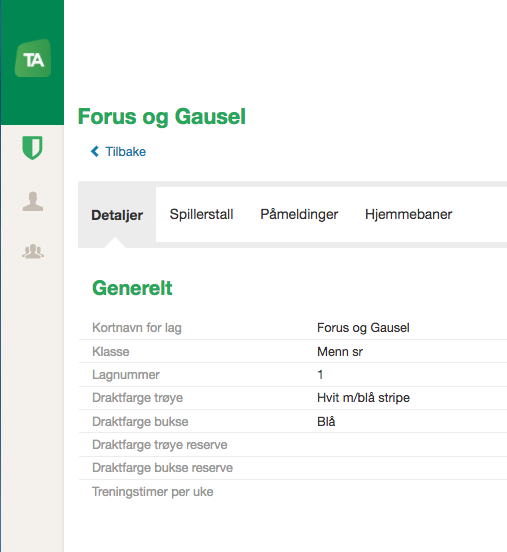 TA
Forus og Gausel
Tilbake
Detaljer Spillerstall Påmeldinger Hjemmebaner
Generelt
Kortnavn for lag Forus og Gausel
Klasse Menn sr
Lagnummer 1
Draktfarge trøye Hvit m/blå stripe
Draktfarge bukse Blå
Draktfarge trøye reserve
Draktfarge bukse reserve
Treningstimer per uke